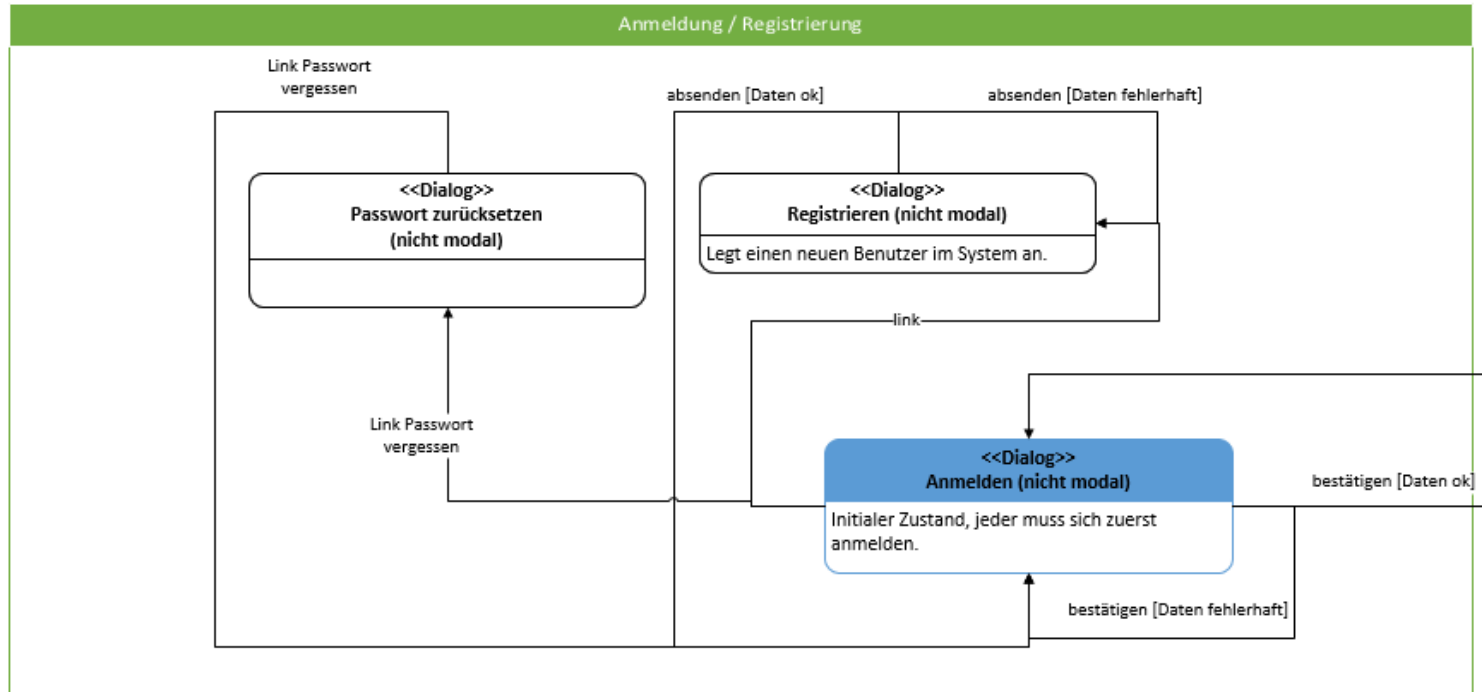 Anmeldung / Registrierung
Link Passwort
vergessen
absenden [Daten ok]
absenden [Daten fehlerhaft]
<<Dialog>>
Passwort zurücksetzen
(nicht modal)
<<Dialog>>
Registrieren (nicht modal)
Legt einen neuen Benutzer im System an.
link
Link Passwort
vergessen
<<Dialog>>
Anmelden (nicht modal)
Initialer Zustand, jeder muss sich zuerst
anmelden.
bestätigen [Daten ok]
bestätigen [Daten fehlerhaft]